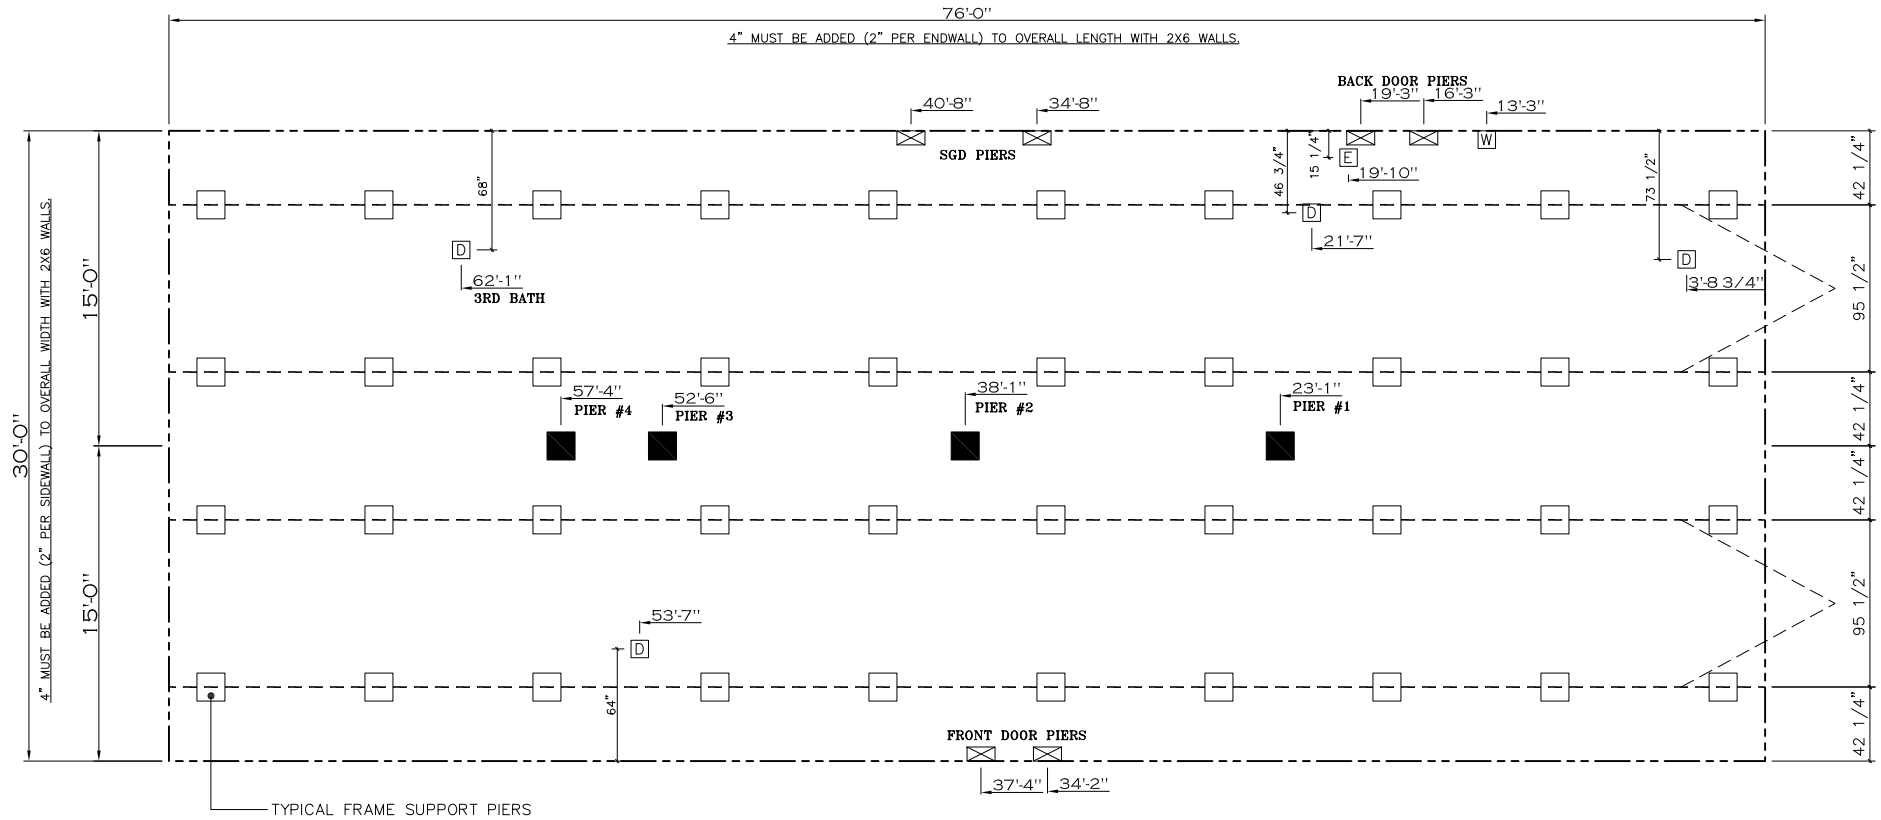 76'-0"
4" MUST BE ADDED (2" PER ENDWALL) TO OVERALL LENGTH WITH 2X6 WALLS.
BACK DOOR PIERS
40'-8"
34'-8"
19'-3"
16'-3"
13'-3"
SGD PIERS
W
E
15 1/4"
19'-10"
46 3/4"
D
21'-7"
68"
D
62'-1"
3RD BATH
73 1/2"
D
3'-8 3/4"
42 1/4"
95 1/2"
42 1/4"
42 1/4"
95 1/2"
42 1/4"
30'-0"
4" MUST BE ADDED (2" PER SIDEWALL) TO OVERALL WIDTH WITH 2X6 WALLS.
15'-0"
15'-0"
57'-4"
PIER #4
52'-6"
PIER #3
38'-1"
PIER #2
23'-1"
PIER #1
53'-7"
D
64"
FRONT DOOR PIERS
37'-4"
34'-2"
TYPICAL FRAME SUPPORT PIERS